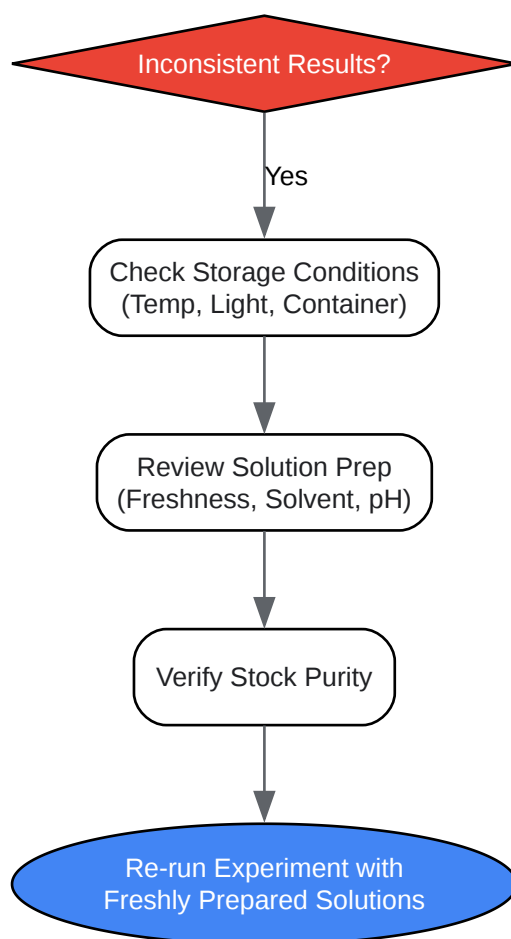 Inconsistent Results?
Yes
Check Storage Conditions
(Temp, Light, Container)
Review Solution Prep
(Freshness, Solvent, pH)
Verify Stock Purity
Re-run Experiment with
Freshly Prepared Solutions